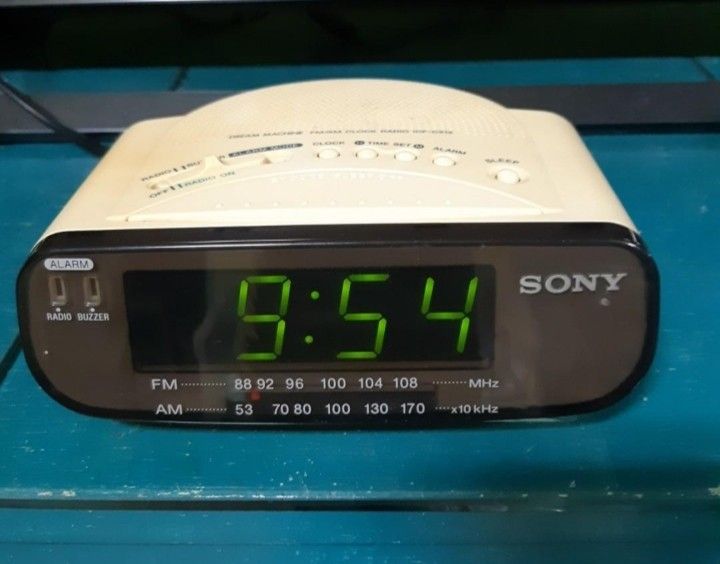 DREAM MACHINE FM/AM CLOCK RADIO
CLOCK TIME SET ALARM
SLEEP
RADIO ALARM MODE
OFF RADIO ON
ALARM
RADIO BUZZER
9:54
SONY
FM 88 92 96 100 104 108 MHz
AM 53 70 80 100 130 170 x10 kHz